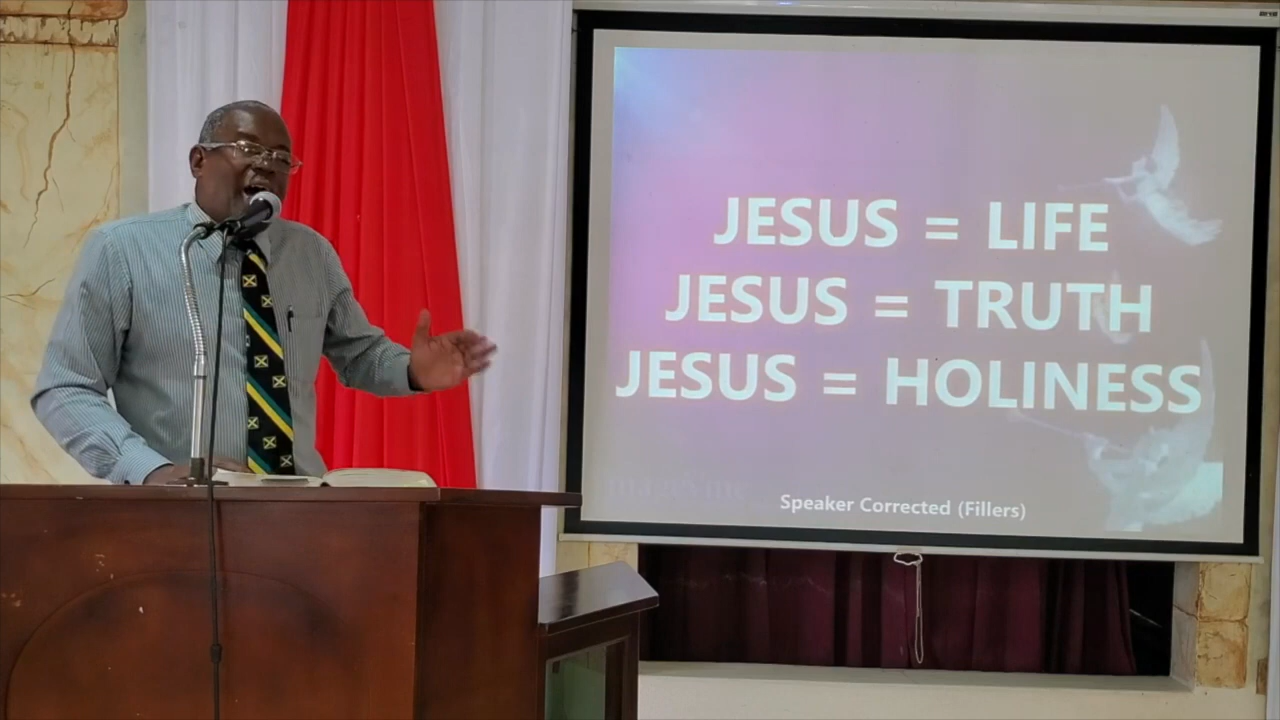 JESUS = LIFE
JESUS = TRUTH
JESUS = HOLINESS
Speaker Corrected (Fillers)